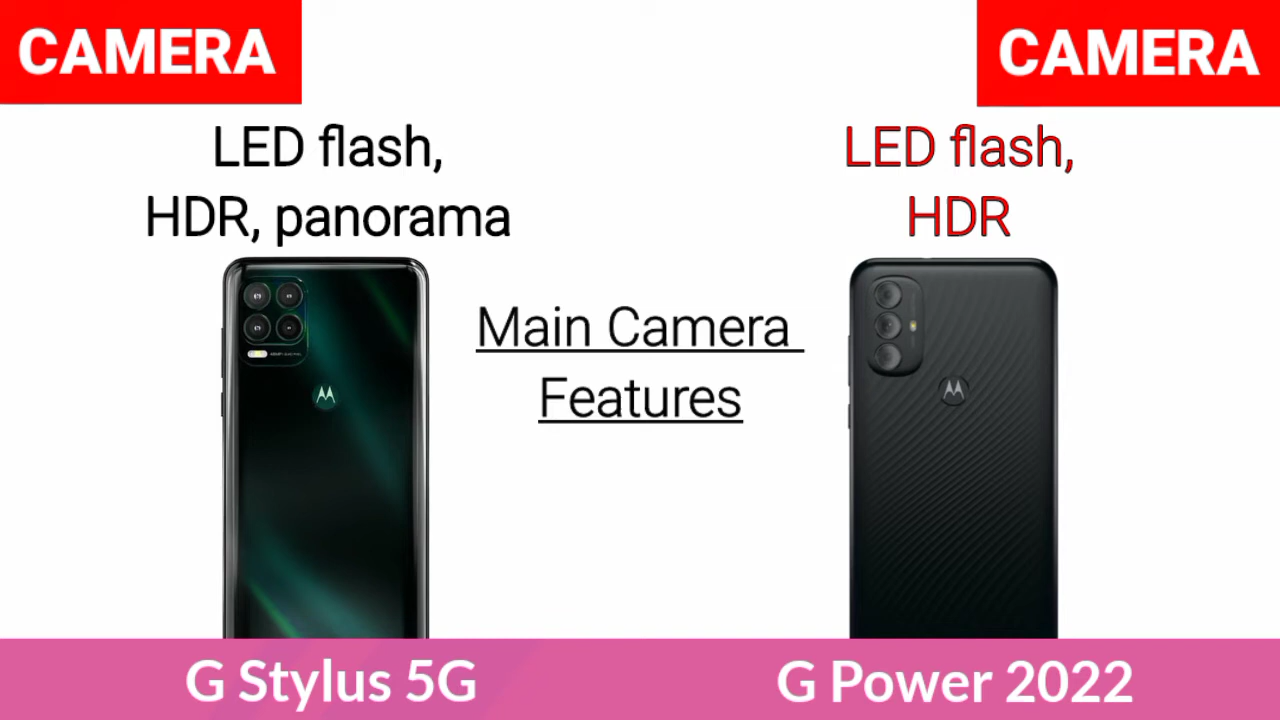 CAMERA
CAMERA
LED flash,
HDR, panorama
LED flash,
HDR
Main Camera
Features
G Stylus 5G
G Power 2022